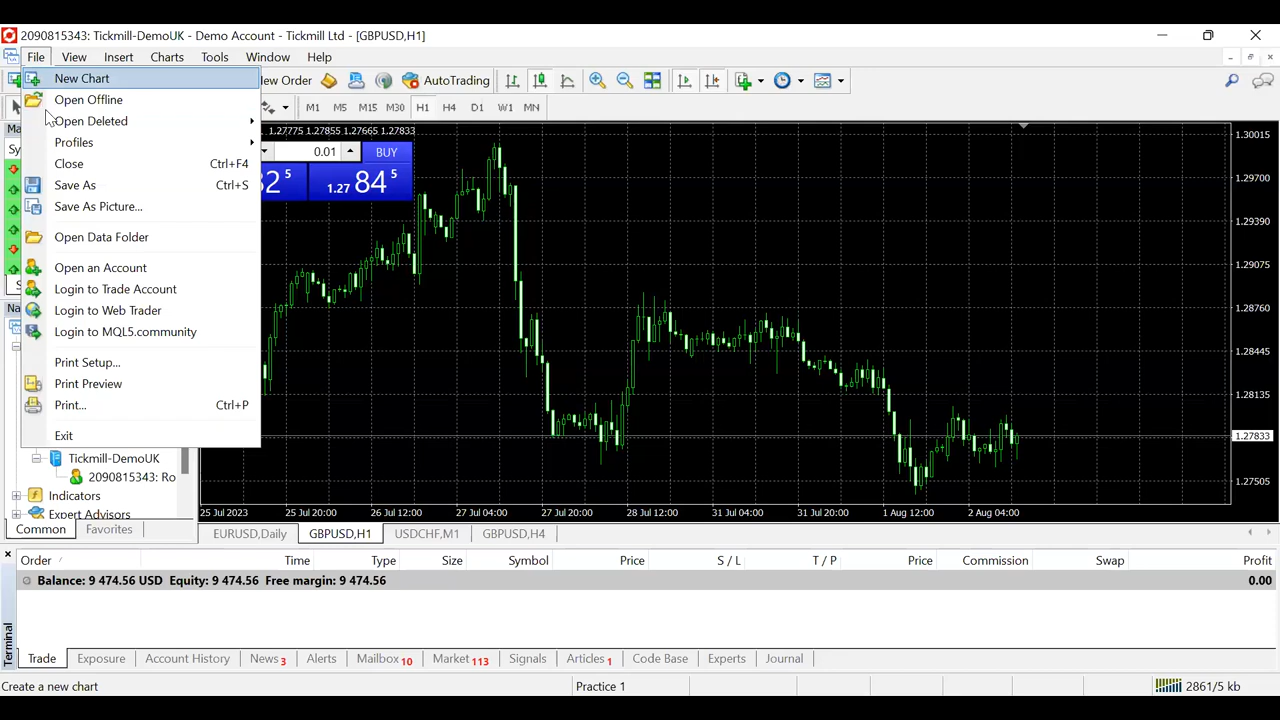 2090815343: Tickmill-DemoUK - Demo Account - Tickmill Ltd - [GBPUSD,H1]
File View Insert Charts Tools Window Help
New Order AutoTrading
M1 M5 M15 M30 H1 H4 D1 W1 MN
New Chart
Open Offline
Open Deleted
Profiles
Close Ctrl+F4
Save As Ctrl+S
Save As Picture...
Open Data Folder
Open an Account
Login to Trade Account
Login to Web Trader
Login to MQL5.community
Print Setup...
Print Preview
Print... Ctrl+P
Exit
1.27775 1.27855 1.27665 1.27833
0.01 BUY
1.27 84 5
1.30015
1.29700
1.29390
1.29075
1.28760
1.28445
1.28135
1.27833
1.27505
Tickmill-DemoUK
2090815343: Ro
Indicators
Expert Advisors
Common Favorites
25 Jul 2023 25 Jul 20:00 26 Jul 12:00 27 Jul 04:00 27 Jul 20:00 28 Jul 12:00 31 Jul 04:00 31 Jul 20:00 1 Aug 12:00 2 Aug 04:00
EURUSD,Daily GBPUSD,H1 USDCHF,M1 GBPUSD,H4
Order Time Type Size Symbol Price S / L T / P Price Commission Swap Profit
Balance: 9 474.56 USD Equity: 9 474.56 Free margin: 9 474.56 0.00
Terminal
Trade Exposure Account History News 3 Alerts Mailbox 10 Market 113 Signals Articles 1 Code Base Experts Journal
Create a new chart Practice 1 2861/5 kb